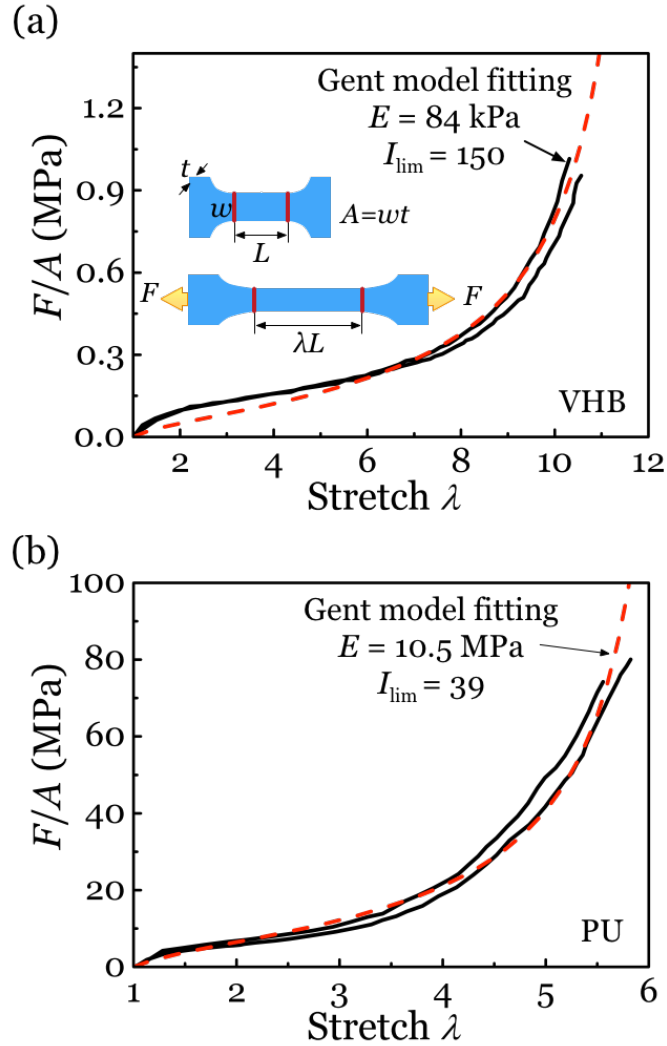 (a)
F/A (MPa)
1.2
0.9
0.6
0.3
0.0
Gent model fitting
E = 84 kPa
I_lim = 150
t
w
A=wt
L
F
F
λL
VHB
2
4
6
8
10
12
Stretch λ
(b)
F/A (MPa)
100
80
60
40
20
0
Gent model fitting
E = 10.5 MPa
I_lim = 39
PU
1
2
3
4
5
6
Stretch λ